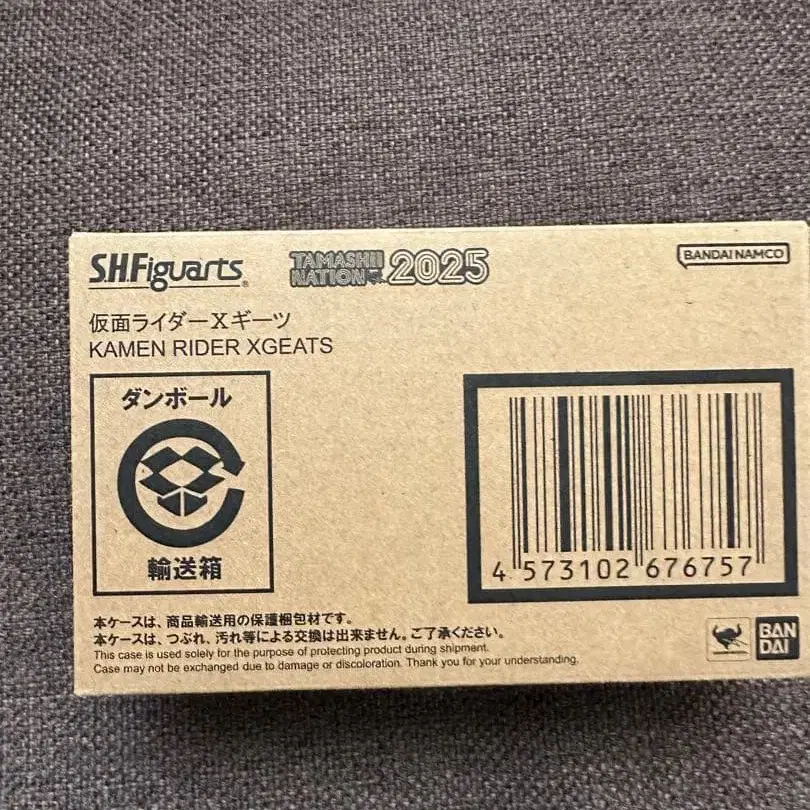 S.H.Figuarts®
TAMASHII NATION 2025
BANDAI NAMCO
仮面ライダーXギーツ
KAMEN RIDER XGEATS
ダンボール
輸送箱
4 573102 676757
本ケースは、商品輸送用の保護梱包材です。
本ケースは、つぶれ、汚れ等による交換は出来ません。ご了承ください。
This case is used solely for the purpose of protecting product during shipment.
Case may not be exchanged due to damage or discoloration. Thank you for your understanding.
BAN
DAI